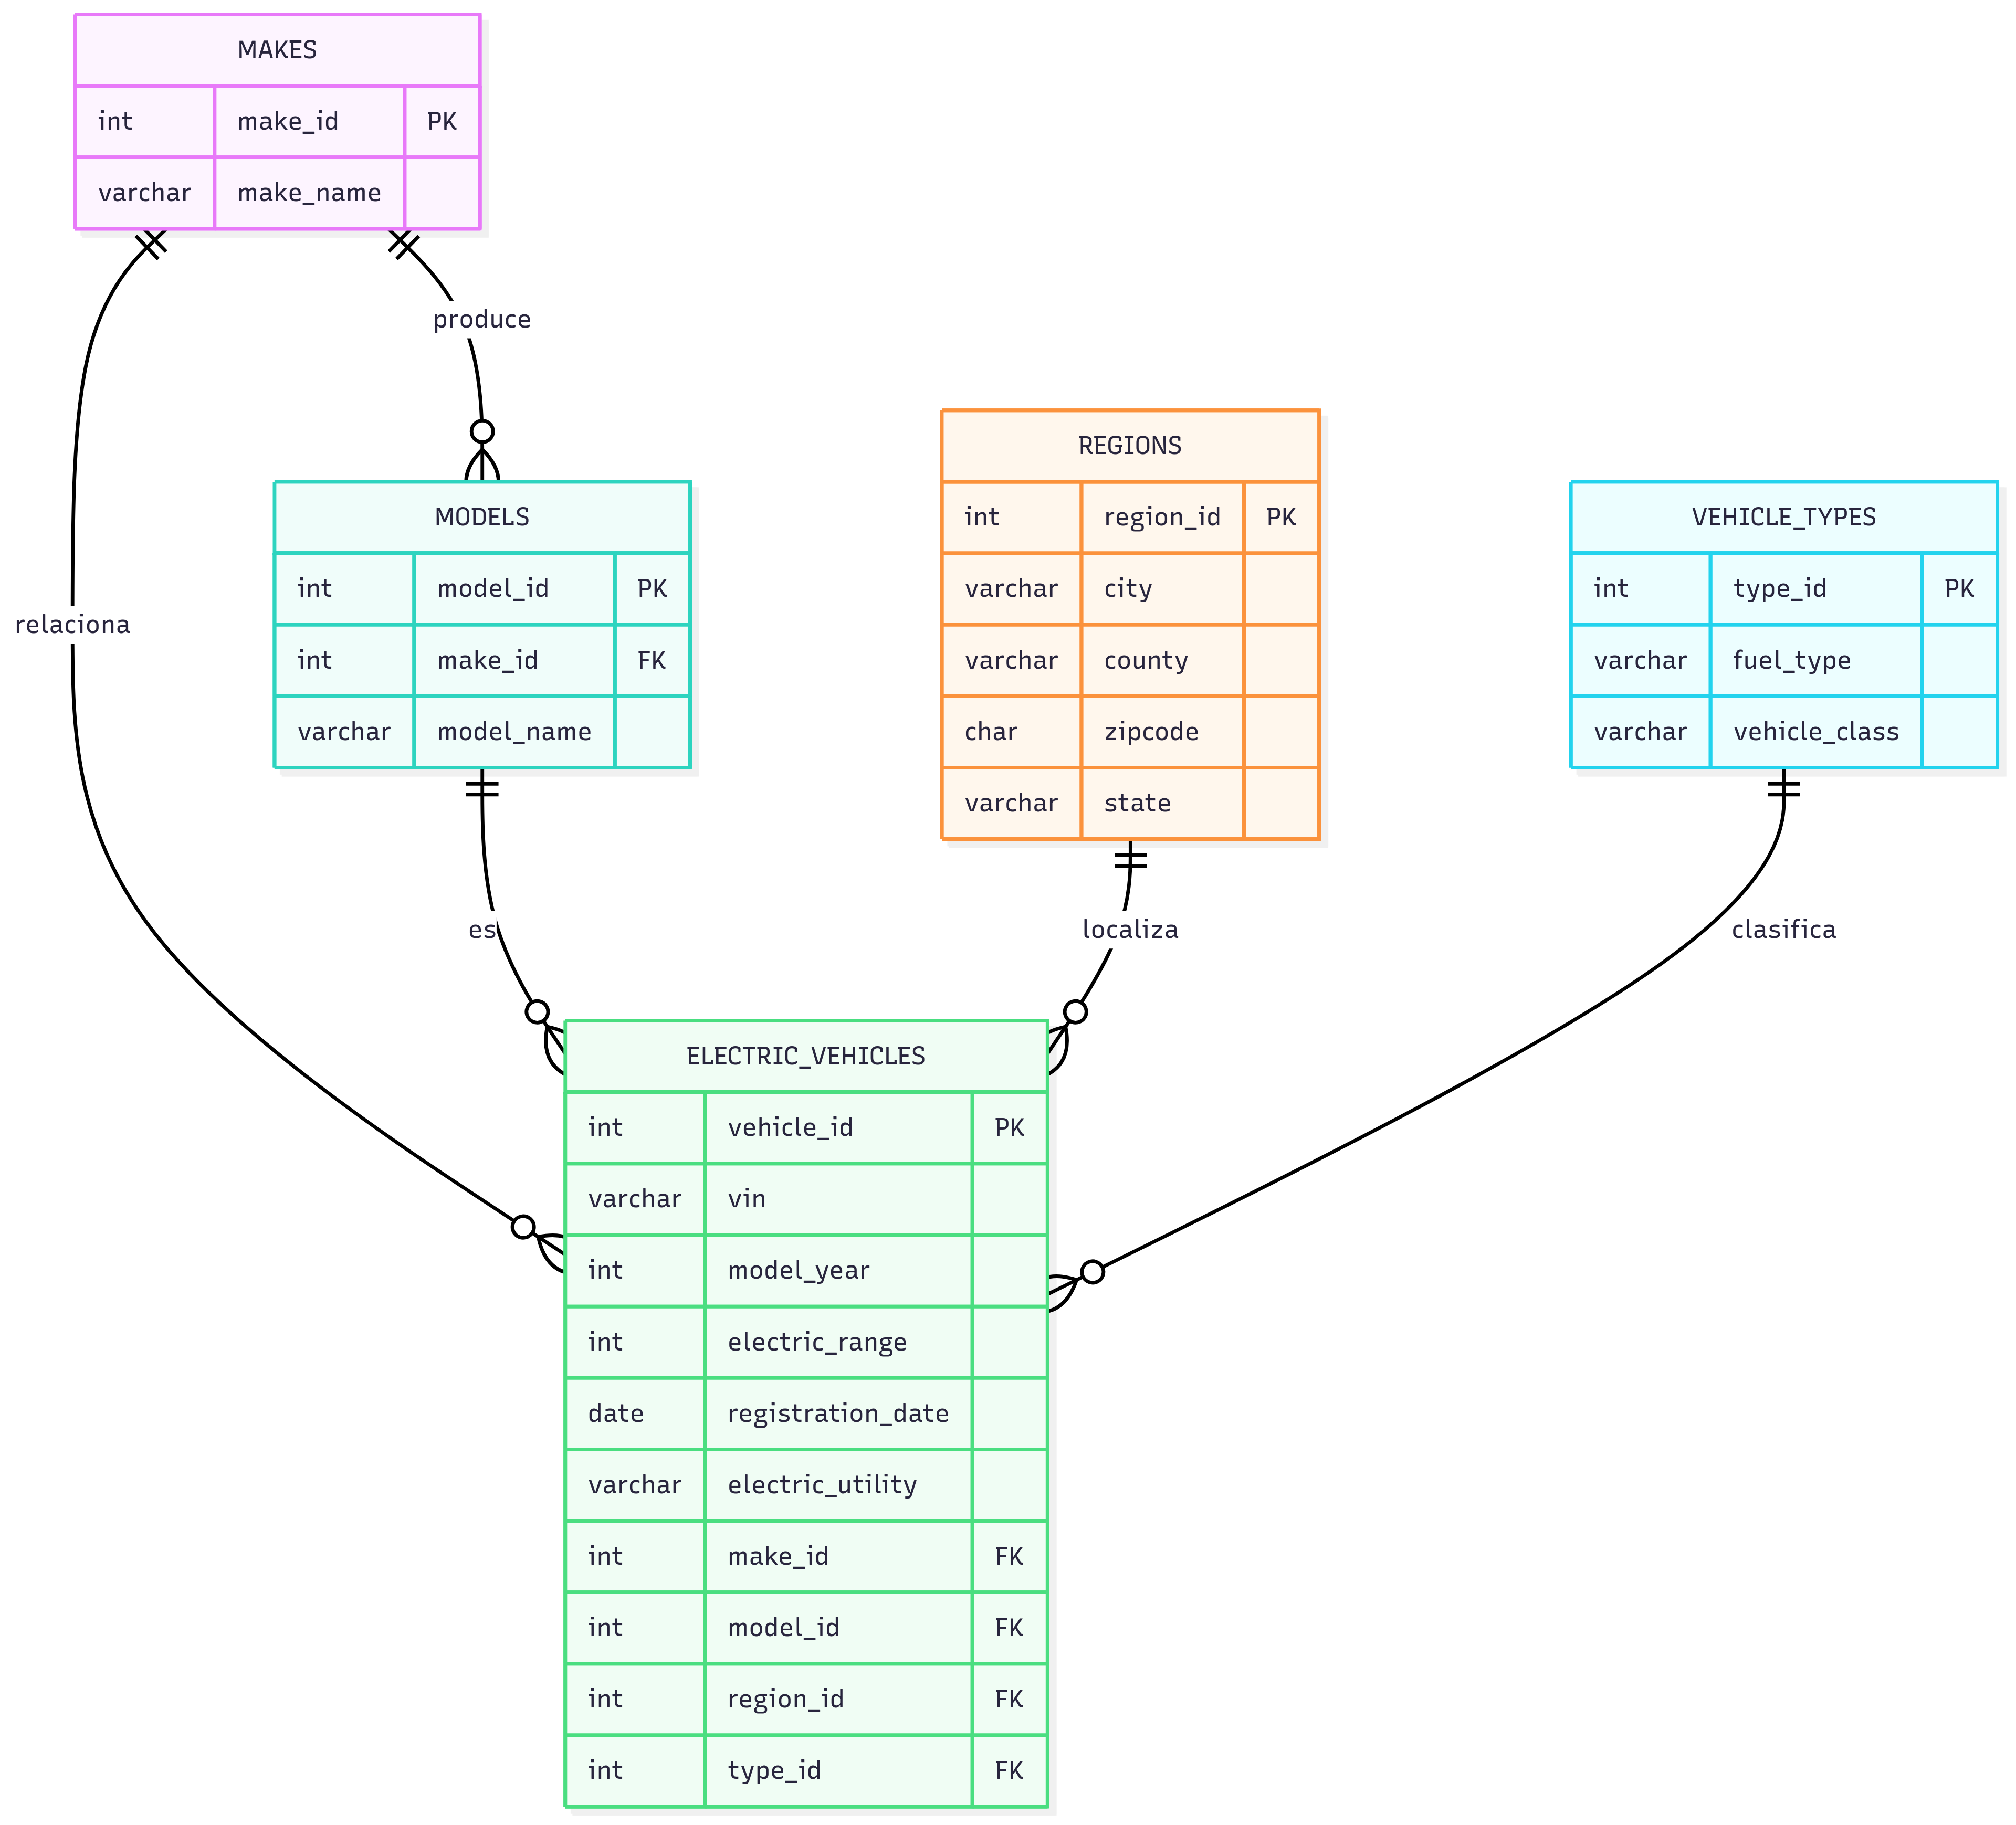 MAKES
int make_id PK
varchar make_name
produce
relaciona
MODELS
int model_id PK
int make_id FK
varchar model_name
REGIONS
int region_id PK
varchar city
varchar county
char zipcode
varchar state
VEHICLE_TYPES
int type_id PK
varchar fuel_type
varchar vehicle_class
es
localiza
clasifica
ELECTRIC_VEHICLES
int vehicle_id PK
varchar vin
int model_year
int electric_range
date registration_date
varchar electric_utility
int make_id FK
int model_id FK
int region_id FK
int type_id FK